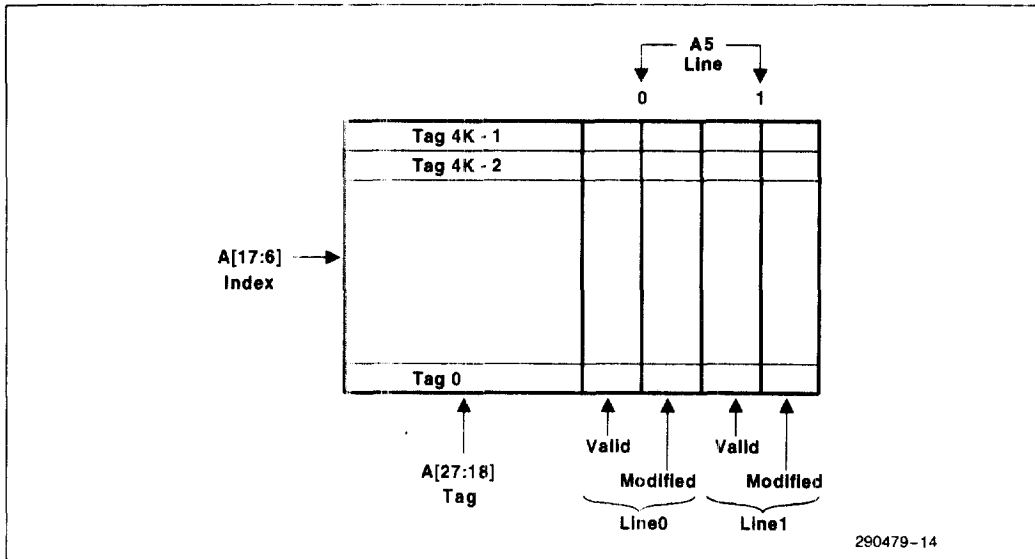 A5
Line
0 1
Tag 4K - 1
Tag 4K - 2
A[17:6]
Index
Tag 0
Valid Valid
A[27:18]
Tag
Modified Modified
Line0 Line1
290479-14